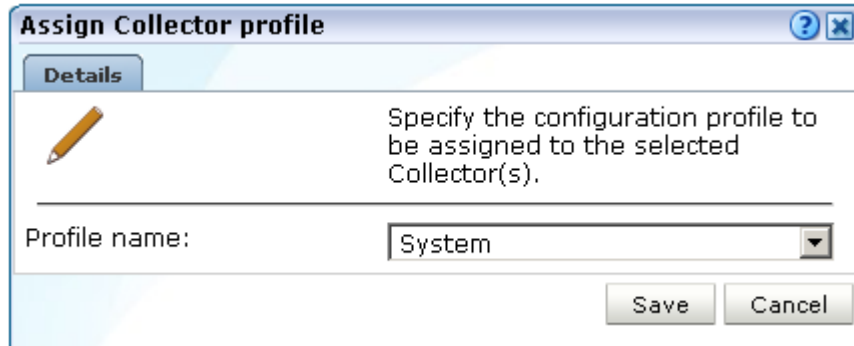 Assign Collector profile
Details
Specify the configuration profile to
be assigned to the selected
Collector(s).
Profile name:
System
Save
Cancel